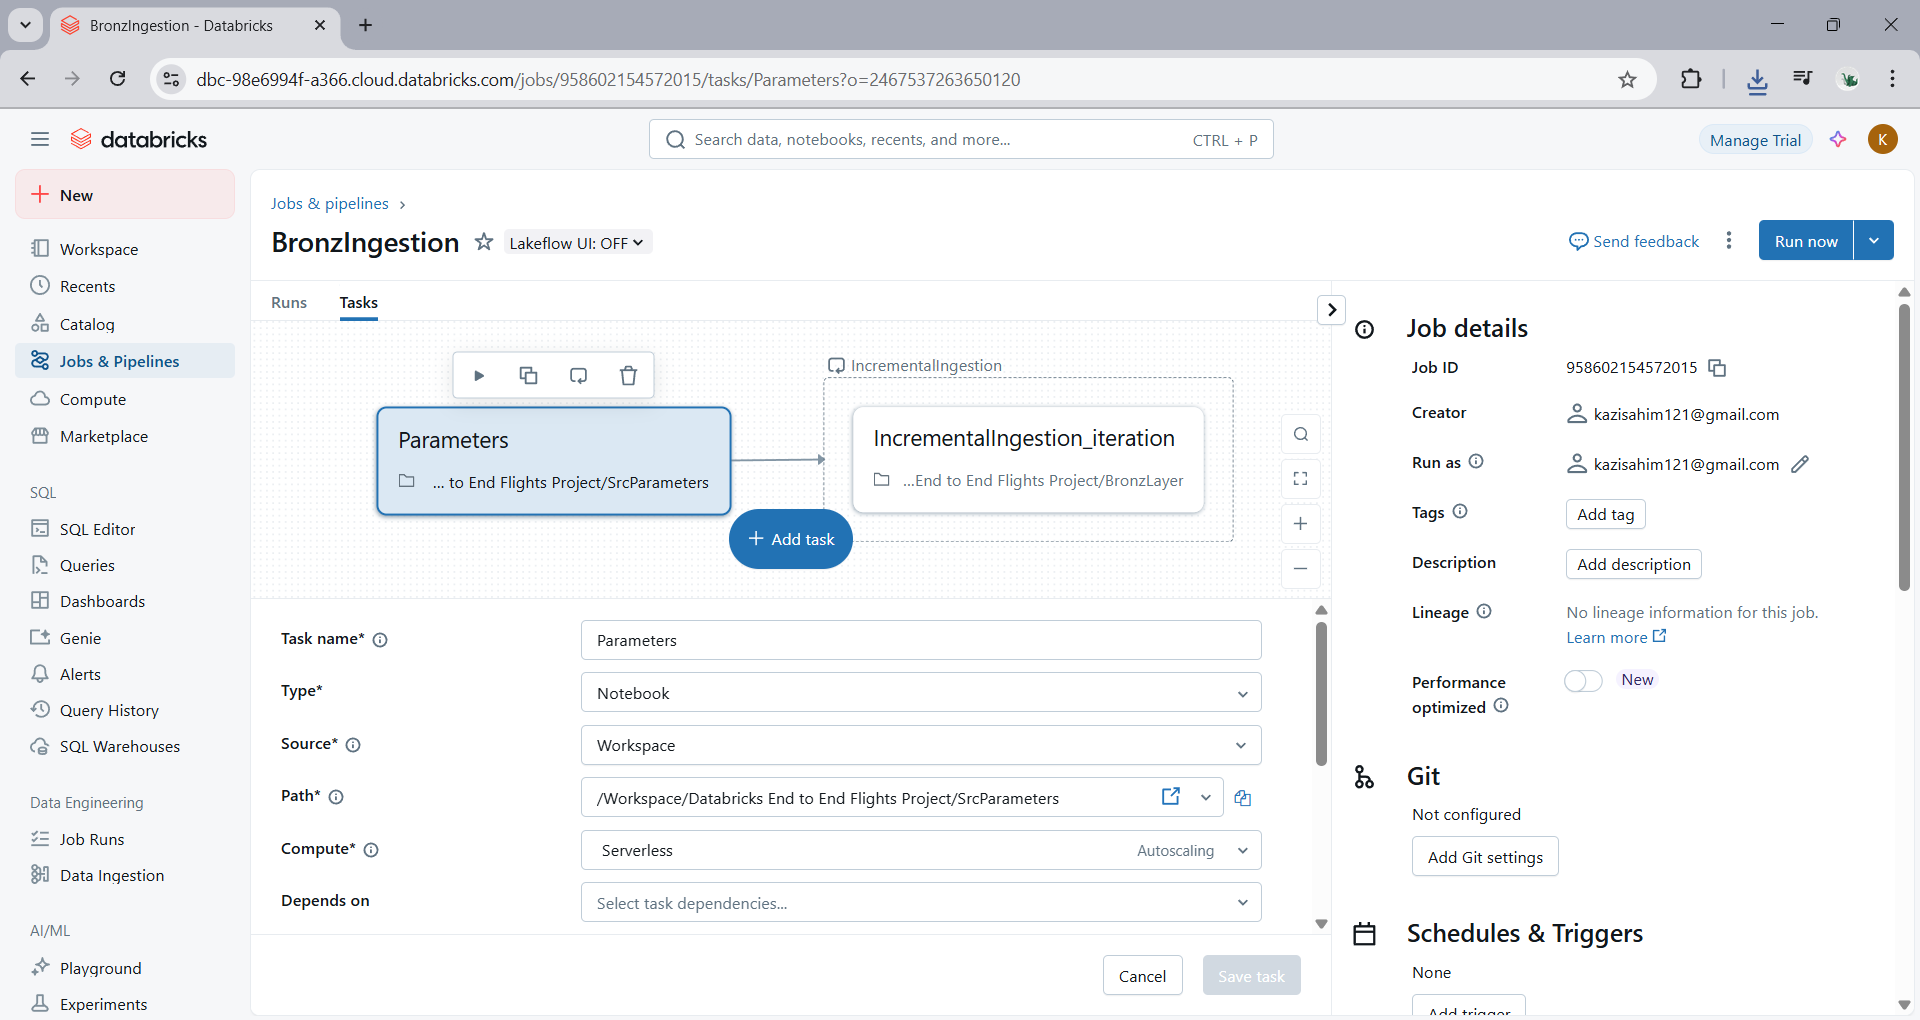 BronzIngestion - Databricks
dbc-98e6994f-a366.cloud.databricks.com/jobs/958602154572015/tasks/Parameters?o=2467537263650120
databricks
Search data, notebooks, recents, and more...
CTRL + P
Manage Trial
K
New
Workspace
Recents
Catalog
Jobs & Pipelines
Compute
Marketplace
SQL
SQL Editor
Queries
Dashboards
Genie
Alerts
Query History
SQL Warehouses
Data Engineering
Job Runs
Data Ingestion
AI/ML
Playground
Experiments
Jobs & pipelines
BronzIngestion
Lakeflow UI: OFF
Send feedback
Run now
Runs
Tasks
Parameters
... to End Flights Project/SrcParameters
IncrementalIngestion
IncrementalIngestion_iteration
...End to End Flights Project/BronzLayer
+ Add task
Task name*
Parameters
Type*
Notebook
Source*
Workspace
Path*
/Workspace/Databricks End to End Flights Project/SrcParameters
Compute*
Serverless
Autoscaling
Depends on
Select task dependencies...
Cancel
Save task
Job details
Job ID
958602154572015
Creator
kazisahim121@gmail.com
Run as
kazisahim121@gmail.com
Tags
Add tag
Description
Add description
Lineage
No lineage information for this job.
Learn more
Performance optimized
New
Git
Not configured
Add Git settings
Schedules & Triggers
None
Add trigger